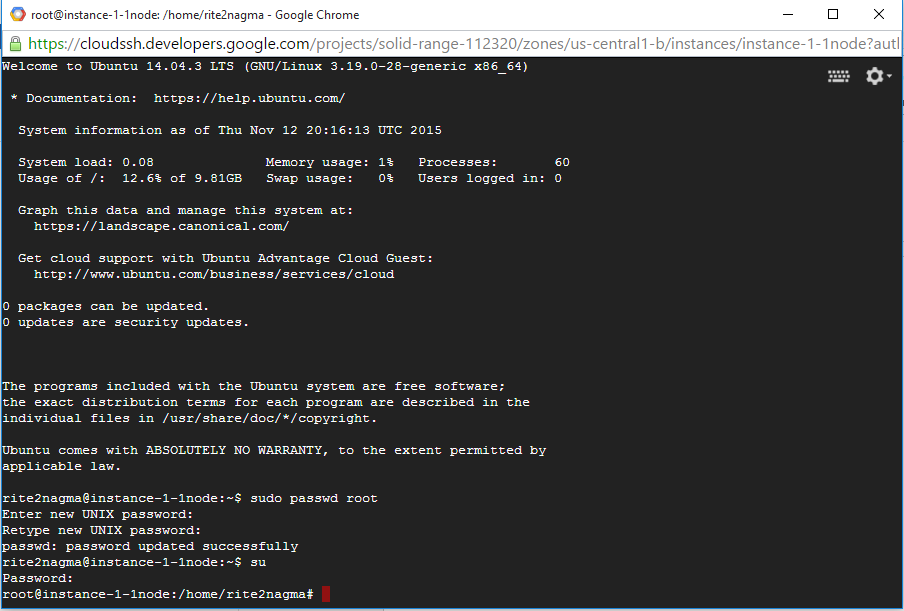 root@instance-1-1node: /home/rite2nagma - Google Chrome
https://cloudssh.developers.google.com/projects/solid-range-112320/zones/us-central1-b/instances/instance-1-1node?autl
Welcome to Ubuntu 14.04.3 LTS (GNU/Linux 3.19.0-28-generic x86_64)
* Documentation:  https://help.ubuntu.com/
System information as of Thu Nov 12 20:16:13 UTC 2015
System load: 0.08              Memory usage: 1%   Processes:       60
Usage of /:  12.6% of 9.81GB   Swap usage:   0%   Users logged in: 0
Graph this data and manage this system at:
https://landscape.canonical.com/
Get cloud support with Ubuntu Advantage Cloud Guest:
http://www.ubuntu.com/business/services/cloud
0 packages can be updated.
0 updates are security updates.
The programs included with the Ubuntu system are free software;
the exact distribution terms for each program are described in the
individual files in /usr/share/doc/*/copyright.
Ubuntu comes with ABSOLUTELY NO WARRANTY, to the extent permitted by
applicable law.
rite2nagma@instance-1-1node:~$ sudo passwd root
Enter new UNIX password:
Retype new UNIX password:
passwd: password updated successfully
rite2nagma@instance-1-1node:~$ su
Password:
root@instance-1-1node:/home/rite2nagma#